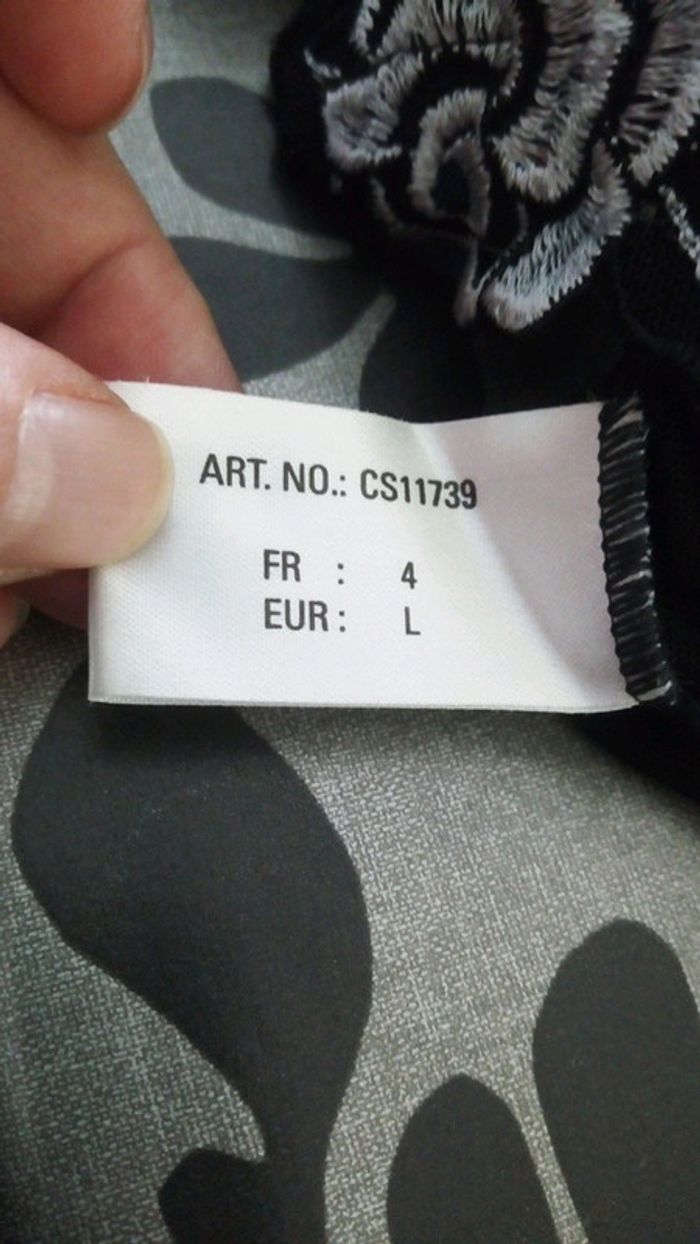 ART. NO.: CS11739
FR : 4
EUR: L